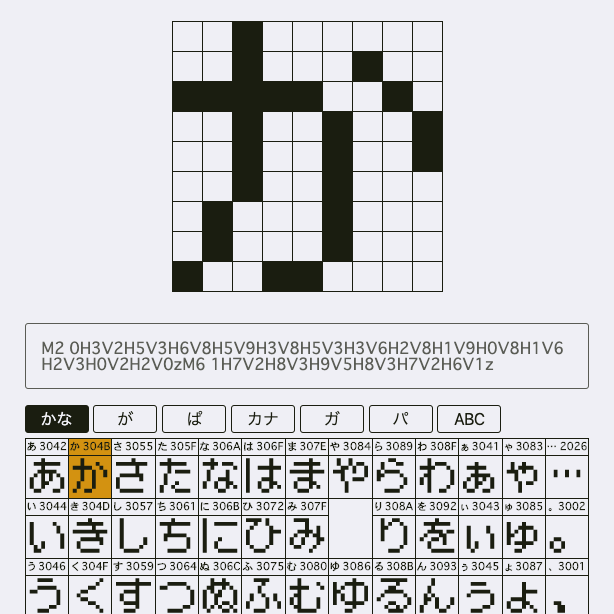 M2 0H3V2H5V3H6V8H5V9H3V8H5V3H3V6H2V8H1V9H0V8H1V6
H2V3H0V2H2V0zM6 1H7V2H8V3H9V5H8V3H7V2H6V1z
かな が ぱ カナ ガ パ ABC
あ 3042 か 304B さ 3055 た 305F な 306A は 306F ま 307E や 3084 ら 3089 わ 308F ぁ 3041 ゃ 3083 … 2026
あ か さ た な は ま や ら わ ぁ ゃ …
い 3044 き 304D し 3057 ち 3061 に 306B ひ 3072 み 307F り 308A を 3092 ぃ 3043 ゅ 3085 。 3002
い き し ち に ひ み り を ぃ ゅ 。
う 3046 く 304F す 3059 つ 3064 ぬ 306C ふ 3075 む 3080 ゆ 3086 る 308B ん 3093 ぅ 3045 ょ 3087 、 3001
う く す つ ぬ ふ む ゆ る ん ぅ ょ 、